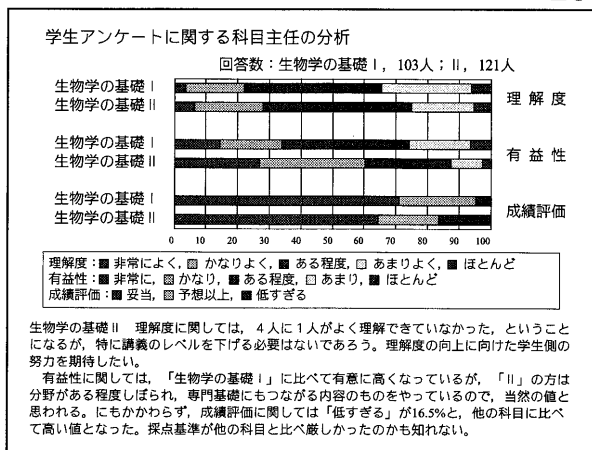 学生アンケートに関する科目主任の分析
回答数：生物学の基礎Ⅰ，103人；Ⅱ，121人
生物学の基礎Ⅰ
生物学の基礎Ⅱ
理解度
生物学の基礎Ⅰ
生物学の基礎Ⅱ
有益性
生物学の基礎Ⅰ
生物学の基礎Ⅱ
成績評価
0 10 20 30 40 50 60 70 80 90 100
理解度：非常によく，かなりよく，ある程度，あまりよく，ほとんど
有益性：非常に，かなり，ある程度，あまり，ほとんど
成績評価：妥当，予想以上，低すぎる
生物学の基礎Ⅱ 理解度に関しては，４人に１人がよく理解できていなかった，ということ
になるが，特に講義のレベルを下げる必要はないであろう。理解度の向上に向けた学生側の
努力を期待したい。
有益性に関しては，「生物学の基礎Ⅰ」に比べて有意に高くなっているが，「Ⅱ」の方は
分野がある程度しぼられ，専門基礎にもつながる内容のものをやっているので，当然の値と
思われる。にもかかわらず，成績評価に関しては「低すぎる」が16.5%と，他の科目に比べ
て高い値となった。採点基準が他の科目と比べ厳しかったのかも知れない。